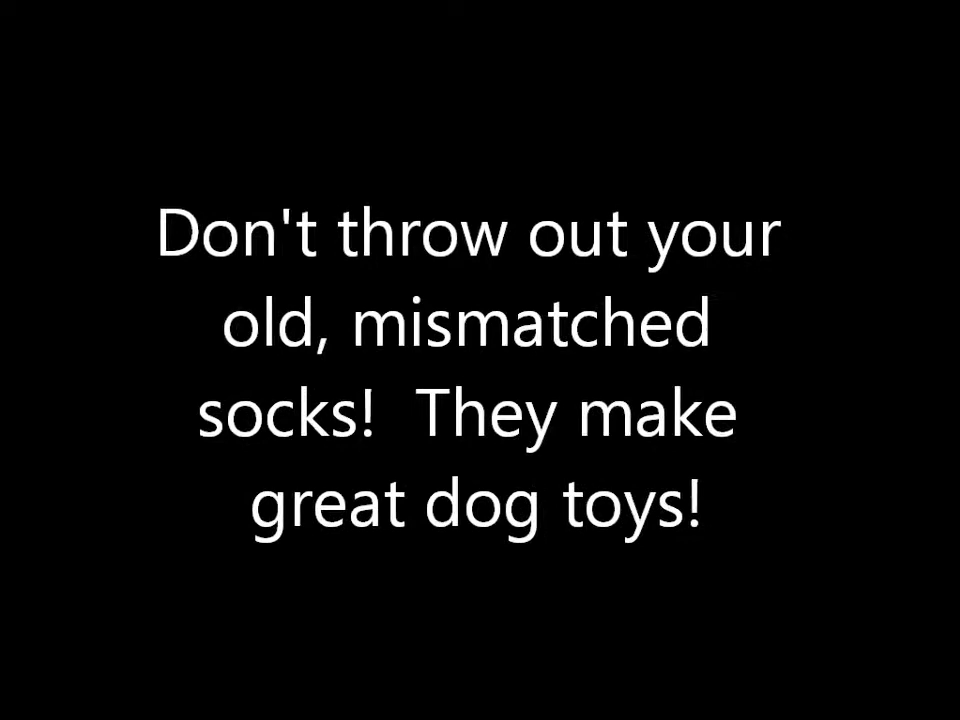 Don't throw out your
old, mismatched
socks!  They make
great dog toys!